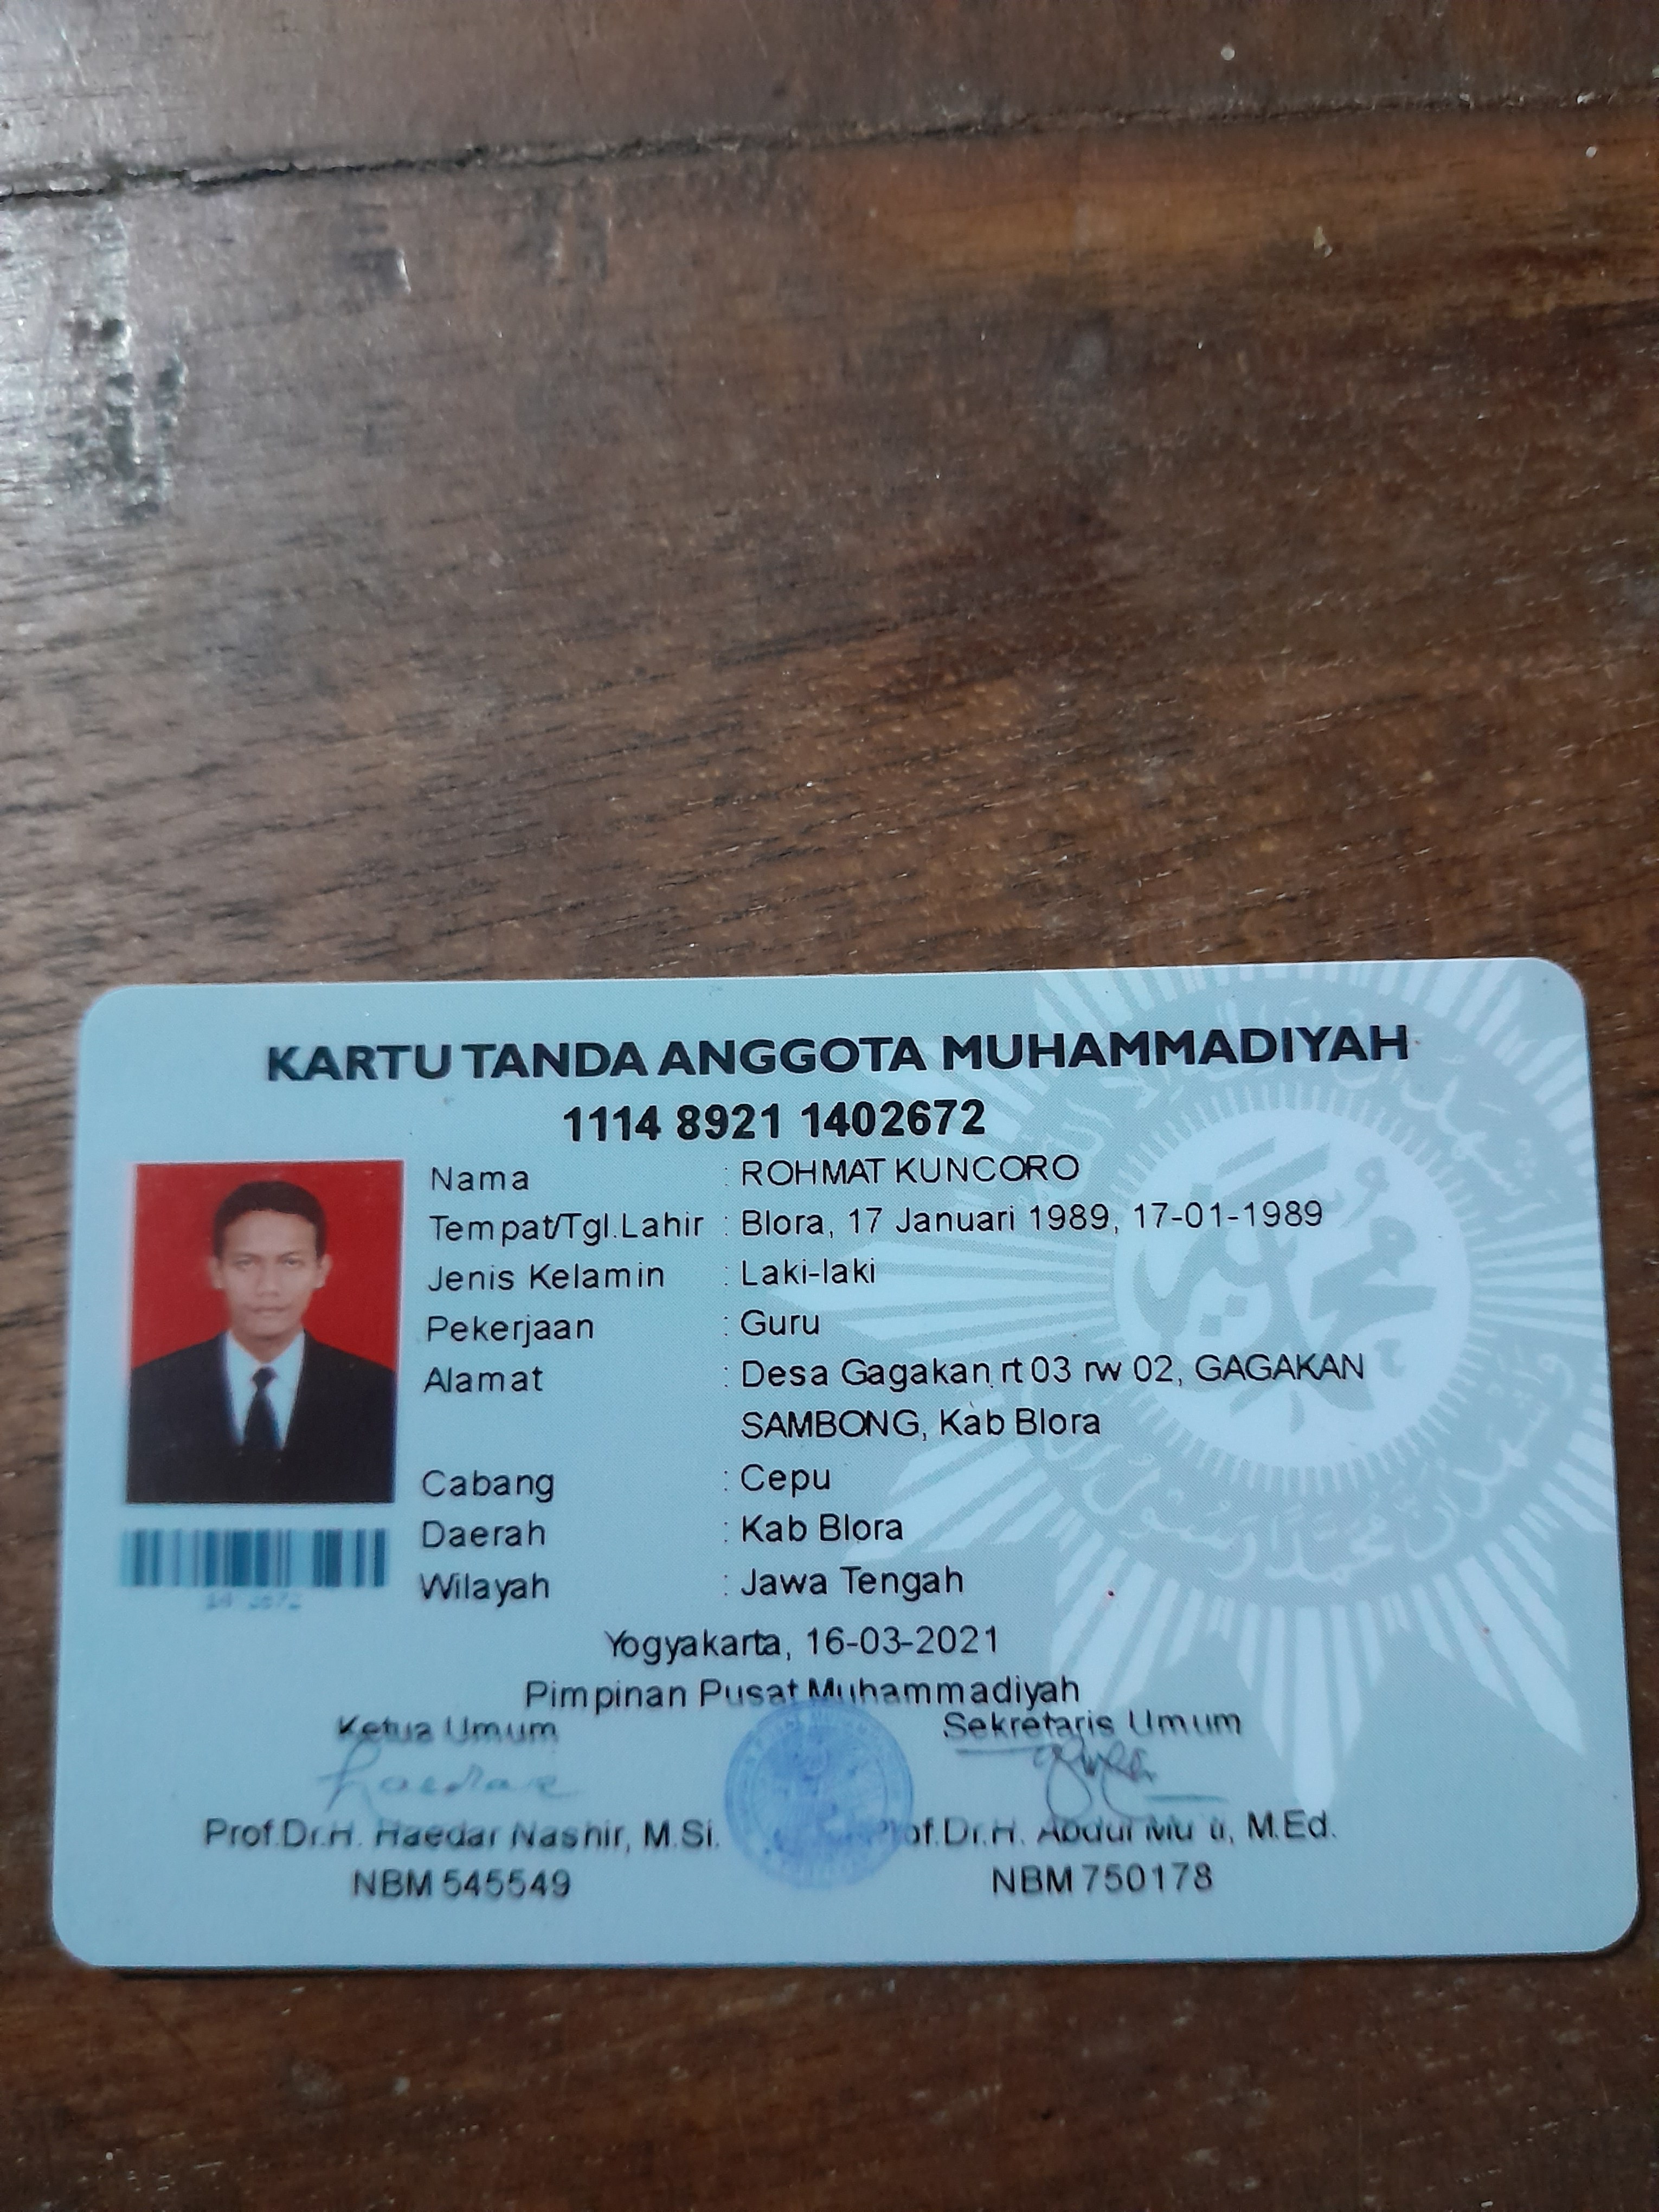 KARTU TANDA ANGGOTA MUHAMMADIYAH
1114 8921 1402672
Nama : ROHMAT KUNCORO
Tempat/Tgl.Lahir : Blora, 17 Januari 1989, 17-01-1989
Jenis Kelamin : Laki-laki
Pekerjaan : Guru
Alamat : Desa Gagakan rt 03 rw 02, GAGAKAN
SAMBONG, Kab Blora
Cabang : Cepu
Daerah : Kab Blora
Wilayah : Jawa Tengah
Yogyakarta, 16-03-2021
Pimpinan Pusat Muhammadiyah
Ketua Umum Sekretaris Umum
Prof.Dr.H. Haedar Nashir, M.Si. Prof.Dr.H. Abdul Mu'ti, M.Ed.
NBM 545549 NBM 750178